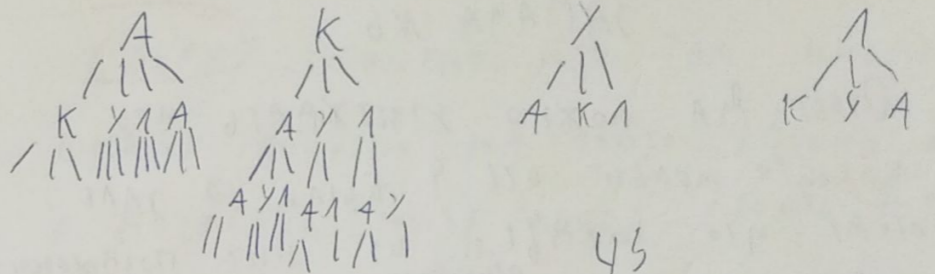 А К У Л
К У Л А А У Л А К Л К У А
А У Л А Л А У
45